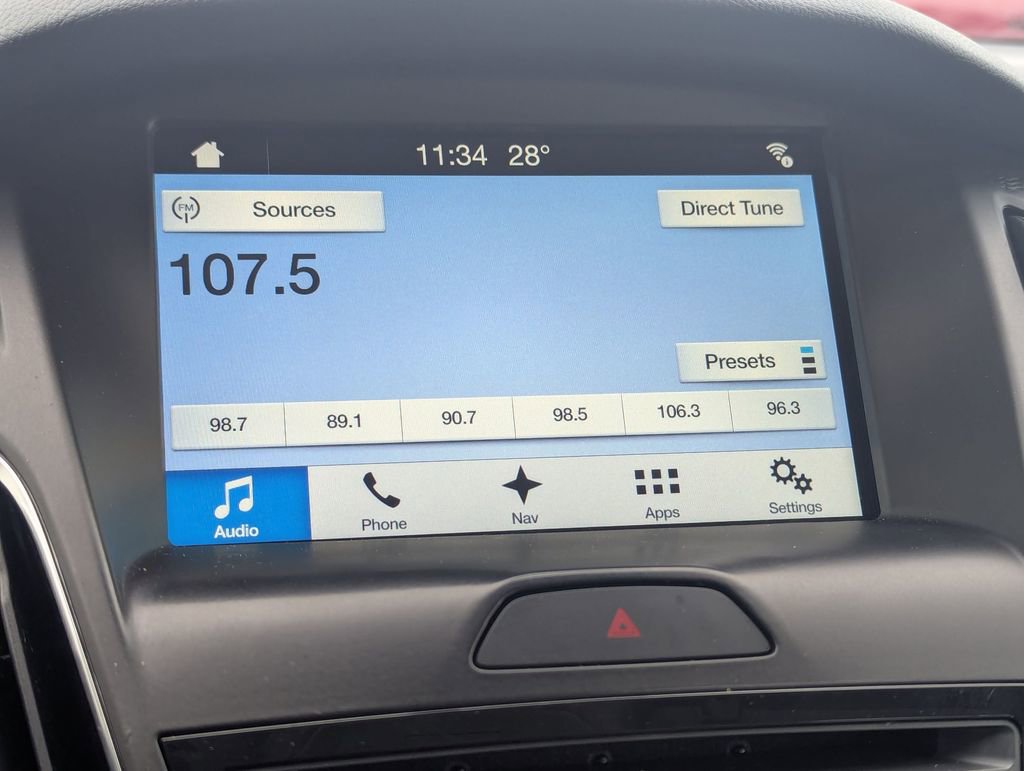 11:34 28°
FM Sources Direct Tune
107.5
Presets
98.7 89.1 90.7 98.5 106.3 96.3
Audio Phone Nav Apps Settings